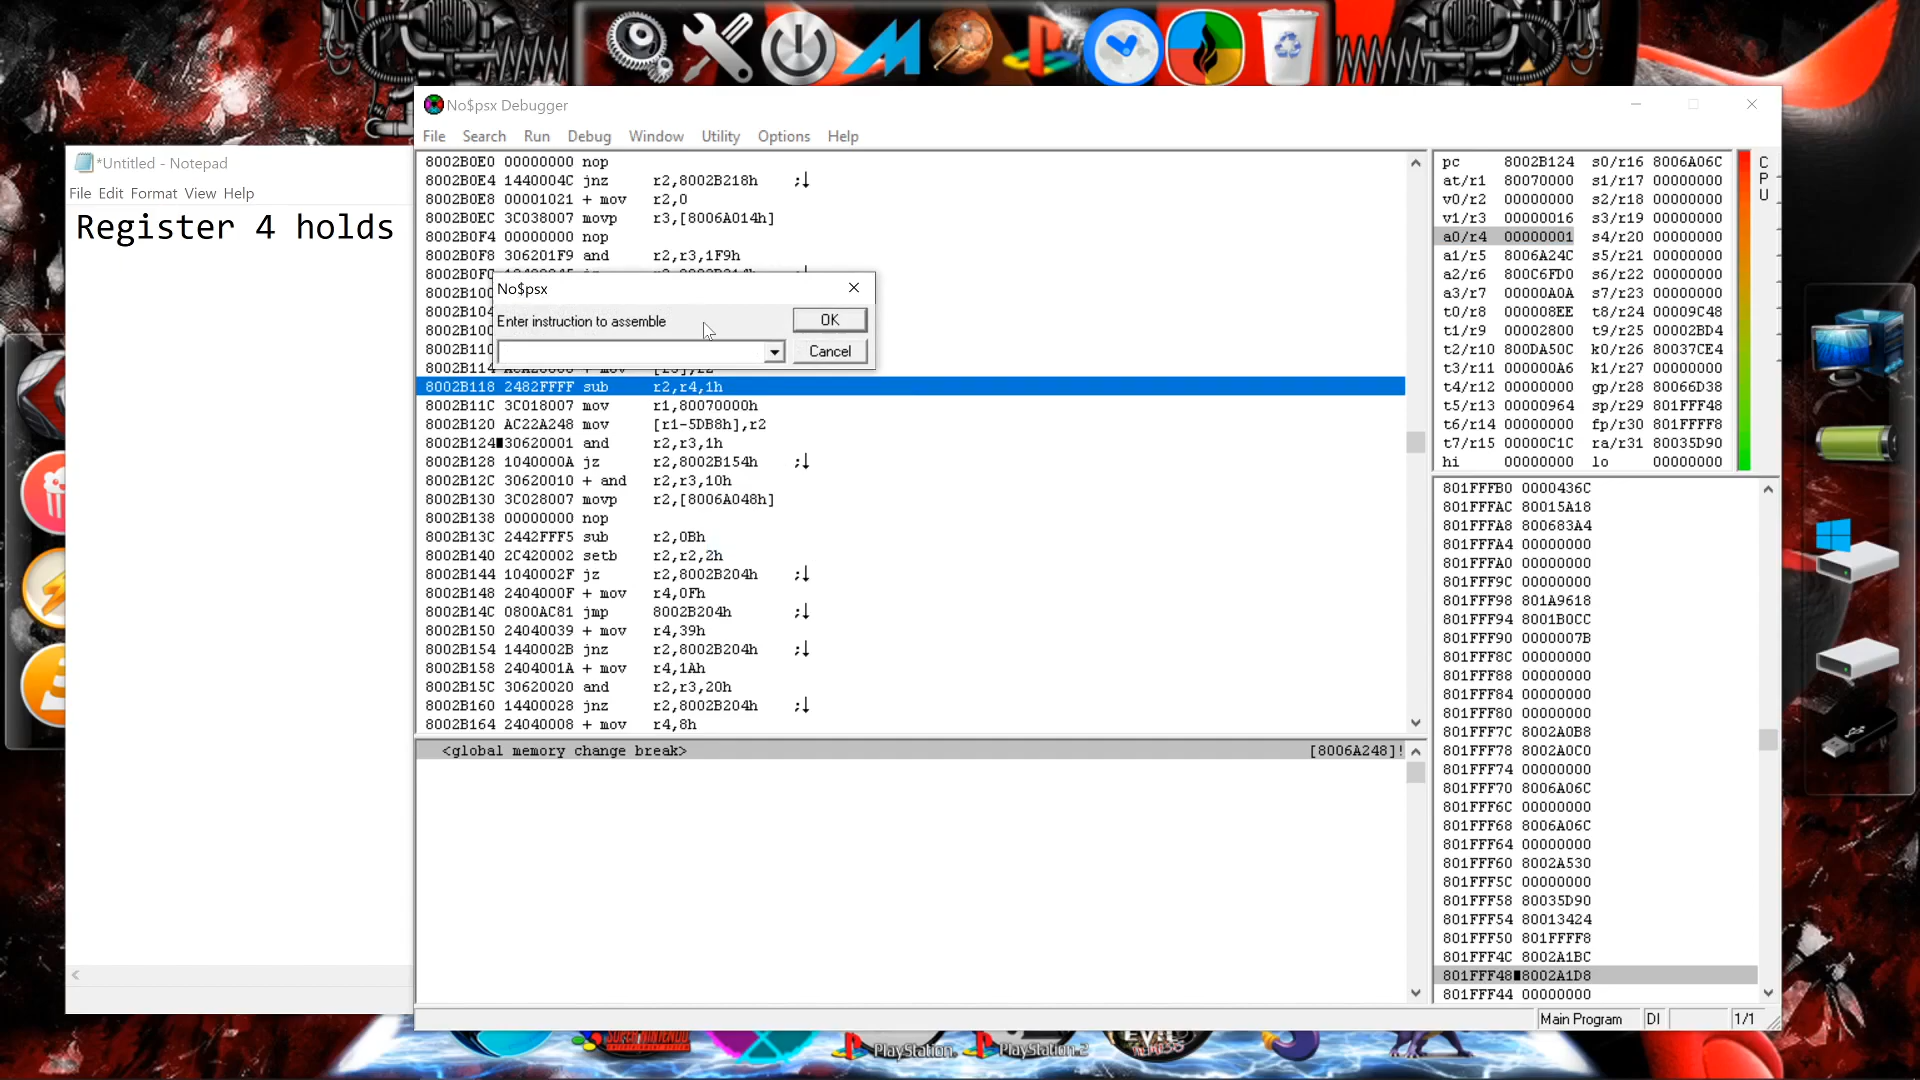 *Untitled - Notepad
File Edit Format View Help
Register 4 holds
No$psx Debugger
File Search Run Debug Window Utility Options Help
8002B0E0 00000000 nop
8002B0E4 1440004C jnz r2,8002B218h ;↓
8002B0E8 00001021 + mov r2,0
8002B0EC 3C038007 movp r3,[8006A014h]
8002B0F4 00000000 nop
8002B0F8 306201F9 and r2,r3,1F9h
8002B0FC
8002B100
8002B104
8002B110
8002B114
No$psx
Enter instruction to assemble
OK
Cancel
8002B118 2482FFFF sub r2,r4,1h
8002B11C 3C018007 mov r1,80070000h
8002B120 AC22A248 mov [r1-5DB8h],r2
8002B124 30620001 and r2,r3,1h
8002B128 1040000A jz r2,8002B154h ;↓
8002B12C 30620010 + and r2,r3,10h
8002B130 3C028007 movp r2,[8006A048h]
8002B138 00000000 nop
8002B13C 2442FFF5 sub r2,0Bh
8002B140 2C420002 setb r2,r2,2h
8002B144 1040002F jz r2,8002B204h ;↓
8002B148 2404000F + mov r4,0Fh
8002B14C 0800AC81 jmp 8002B204h ;↓
8002B150 24040039 + mov r4,39h
8002B154 1440002B jnz r2,8002B204h ;↓
8002B158 2404001A + mov r4,1Ah
8002B15C 30620020 and r2,r3,20h
8002B160 14400028 jnz r2,8002B204h ;↓
8002B164 24040008 + mov r4,8h
<global memory change break> [8006A248]!
pc 8002B124 s0/r16 8006A06C
at/r1 80070000 s1/r17 00000000
v0/r2 00000000 s2/r18 00000000
v1/r3 00000016 s3/r19 00000000
a0/r4 00000001 s4/r20 00000000
a1/r5 8006A24C s5/r21 00000000
a2/r6 800C6FD0 s6/r22 00000000
a3/r7 00000A0A s7/r23 00000000
t0/r8 000008EE t8/r24 00009C48
t1/r9 00002800 t9/r25 00002BD4
t2/r10 800DA50C k0/r26 80037CE4
t3/r11 000000A6 k1/r27 00000000
t4/r12 00000000 gp/r28 80066D38
t5/r13 00000964 sp/r29 801FFF48
t6/r14 00000000 fp/r30 801FFFF8
t7/r15 00000C1C ra/r31 80035D90
hi 00000000 lo 00000000
C
P
U
801FFFB0 0000436C
801FFFAC 80015A18
801FFFA8 800683A4
801FFFA4 00000000
801FFFA0 00000000
801FFF9C 00000000
801FFF98 801A9618
801FFF94 8001B0CC
801FFF90 0000007B
801FFF8C 00000000
801FFF88 00000000
801FFF84 00000000
801FFF80 00000000
801FFF7C 8002A0B8
801FFF78 8002A0C0
801FFF74 00000000
801FFF70 8006A06C
801FFF6C 00000000
801FFF68 8006A06C
801FFF64 00000000
801FFF60 8002A530
801FFF5C 00000000
801FFF58 80035D90
801FFF54 80013424
801FFF50 801FFFF8
801FFF4C 8002A1BC
801FFF48 8002A1D8
801FFF44 00000000
Main Program DI 1/1
PlayStation
PlayStation 2